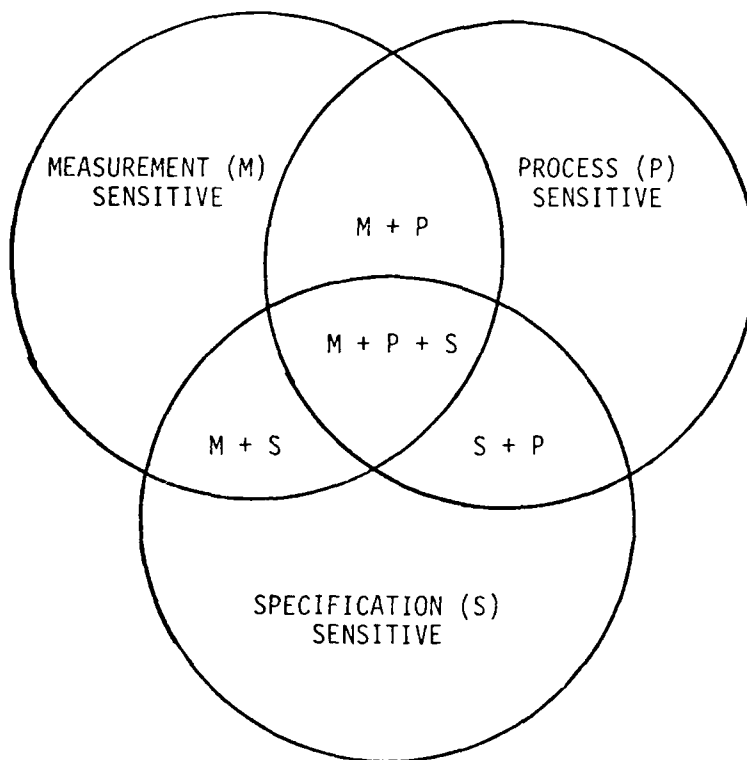 MEASUREMENT (M)
SENSITIVE
PROCESS (P)
SENSITIVE
M + P
M + P + S
M + S
S + P
SPECIFICATION (S)
SENSITIVE